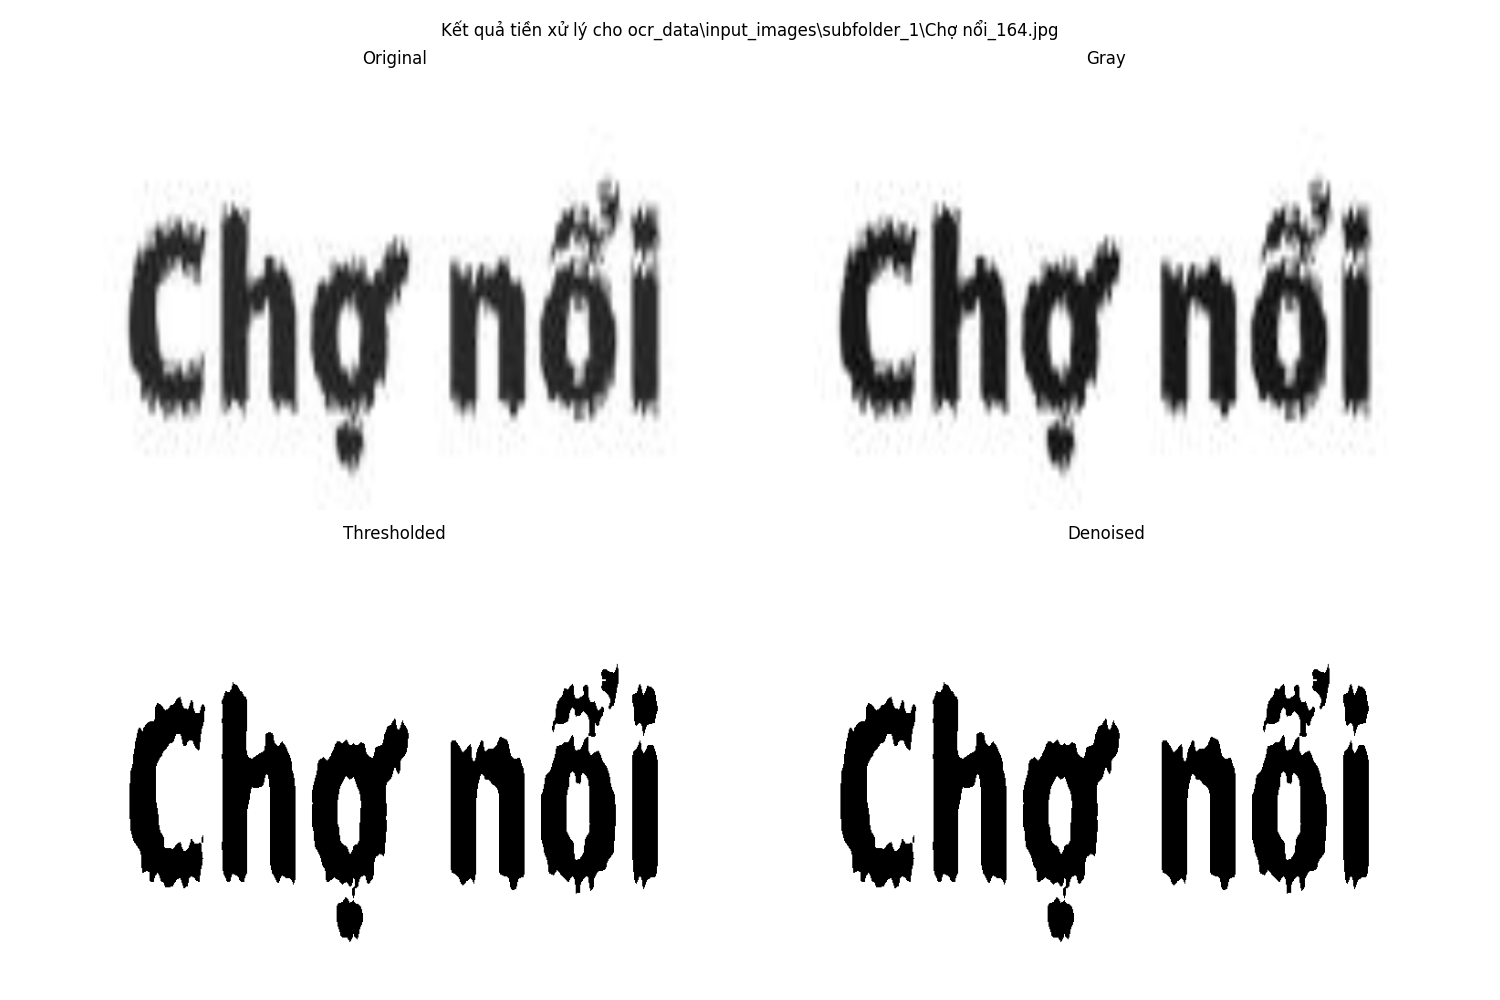 Kết quả tiền xử lý cho ocr_data\input_images\subfolder_1\Chợ nổi_164.jpg
Original
Gray
Chợ nổi
Chợ nổi
Thresholded
Denoised
Chợ nổi
Chợ nổi